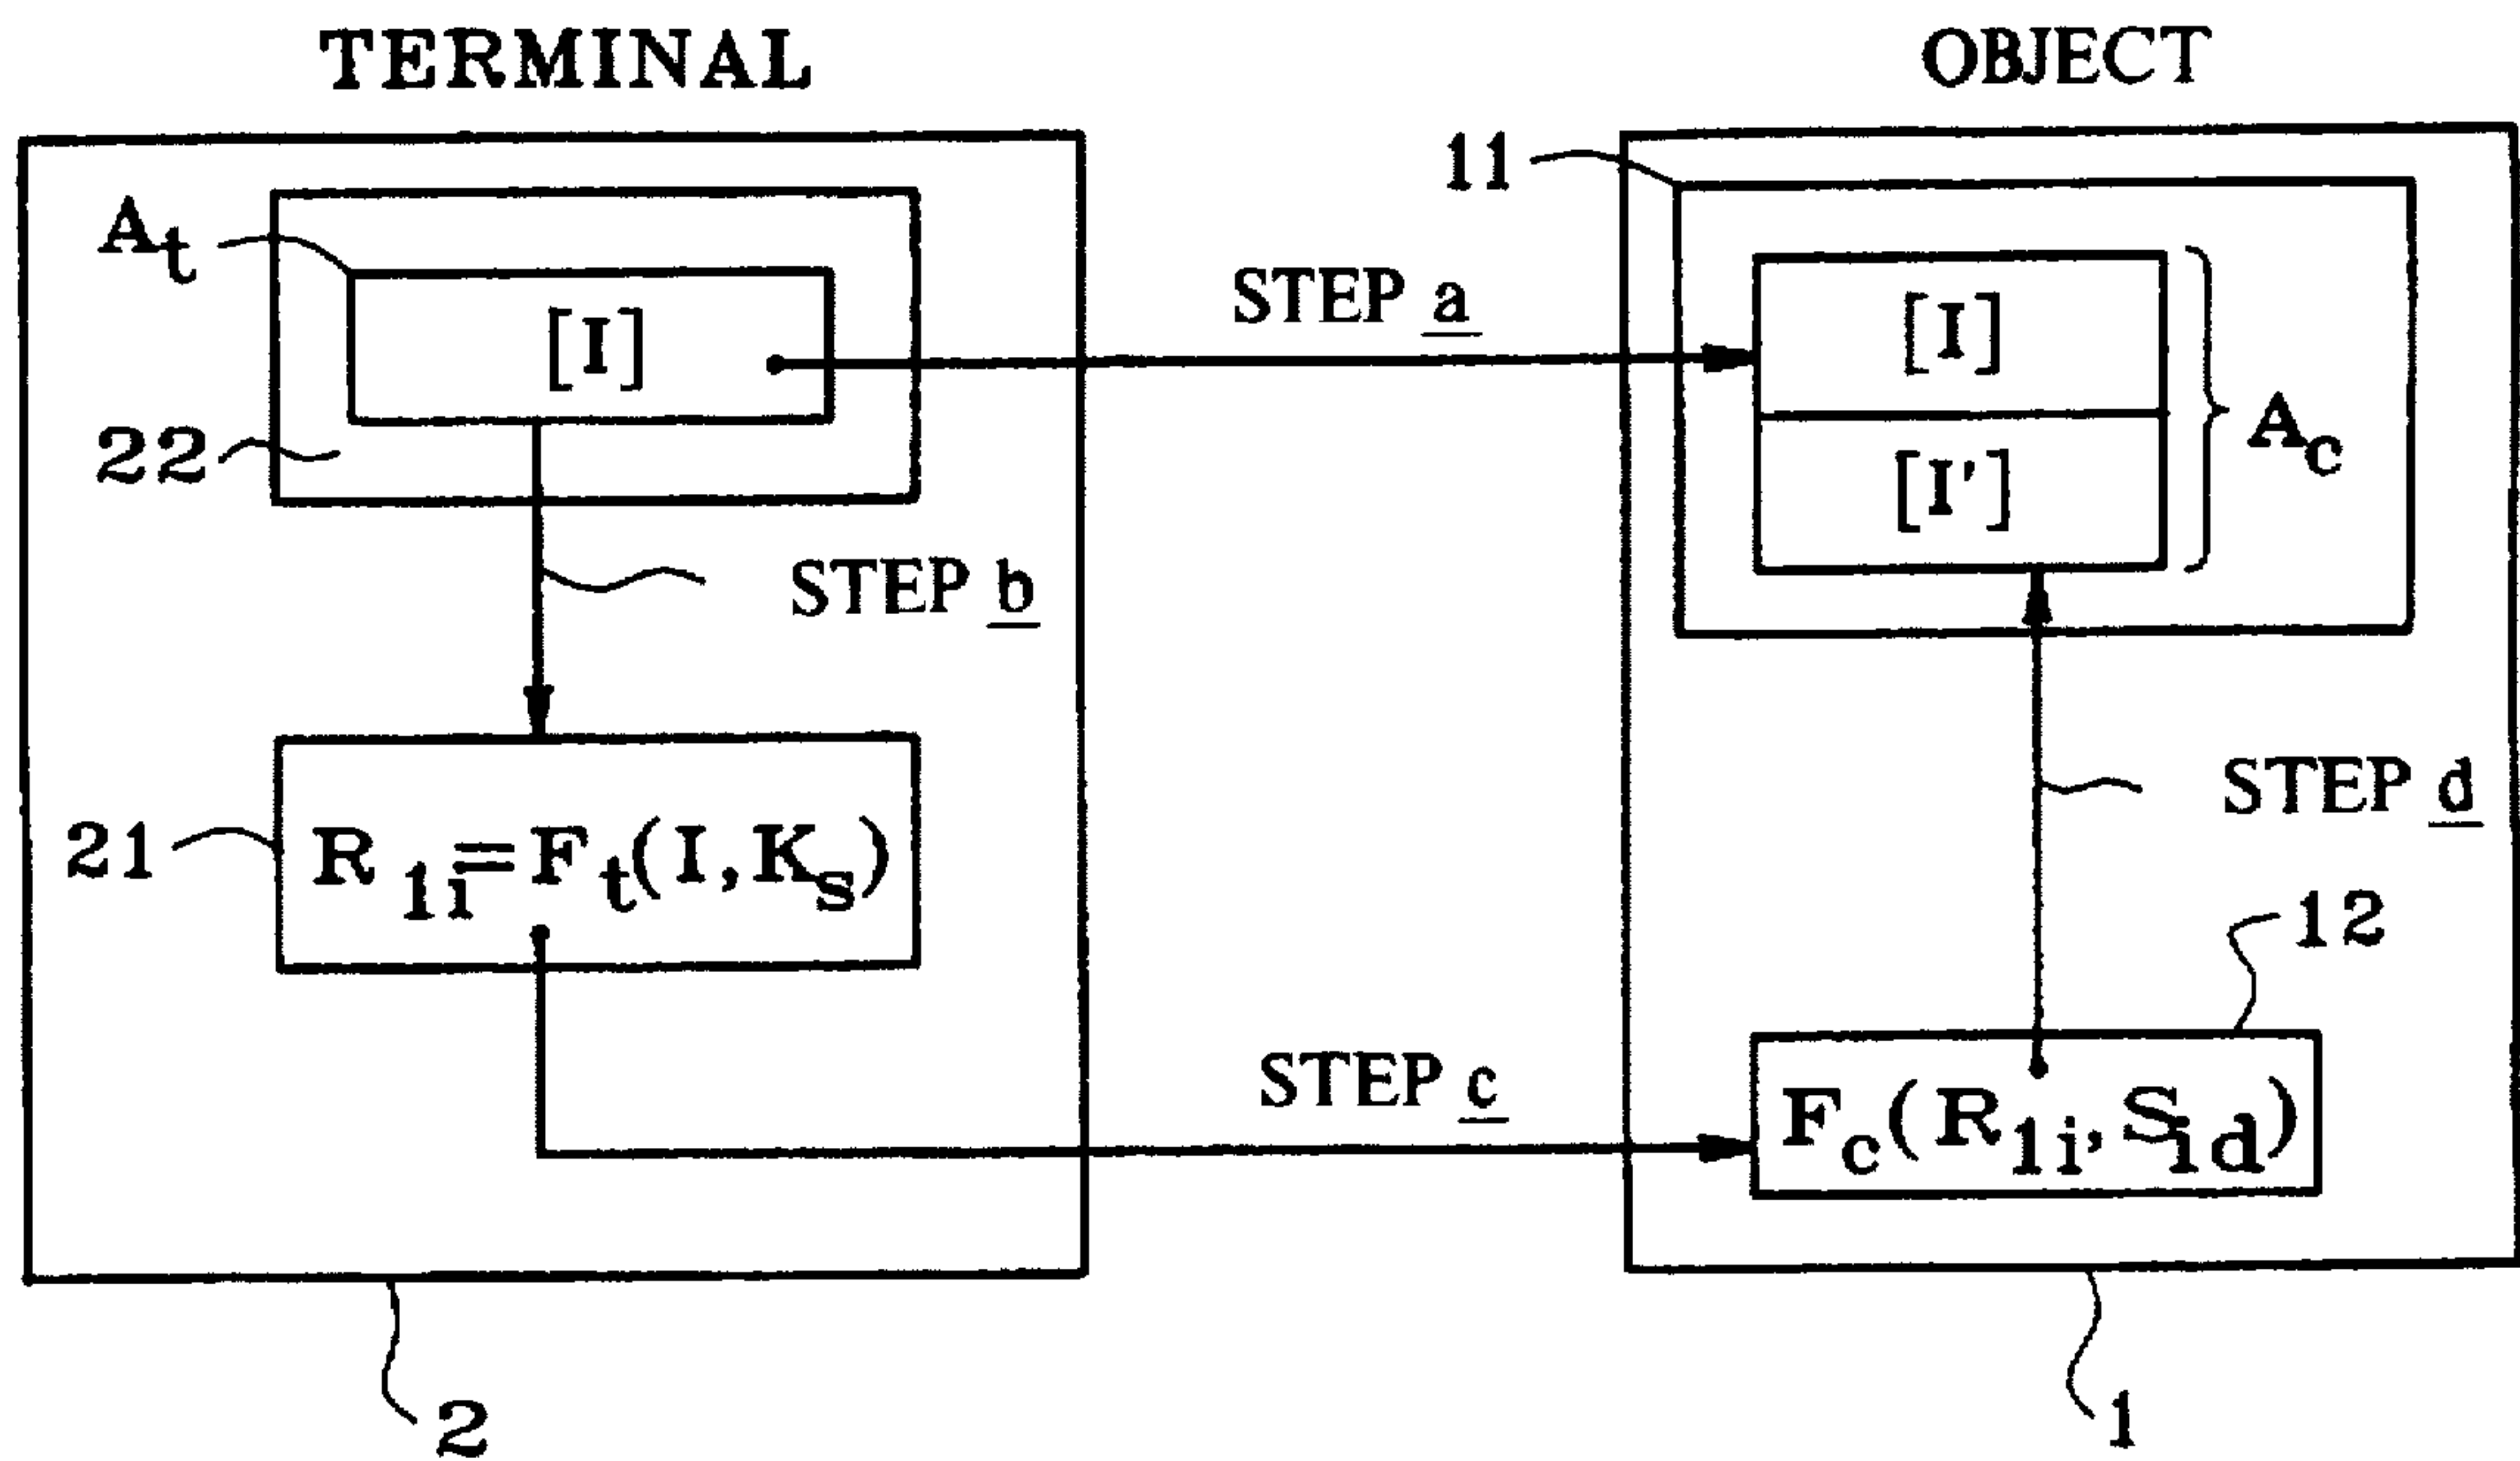 TERMINAL
OBJECT
11
At
[I]
STEP a
[I]
Ac
22
[I']
STEP b
STEP d
21
R1i=Ft(I,Ks)
12
STEP c
Fc(R1i,Sid)
2
1